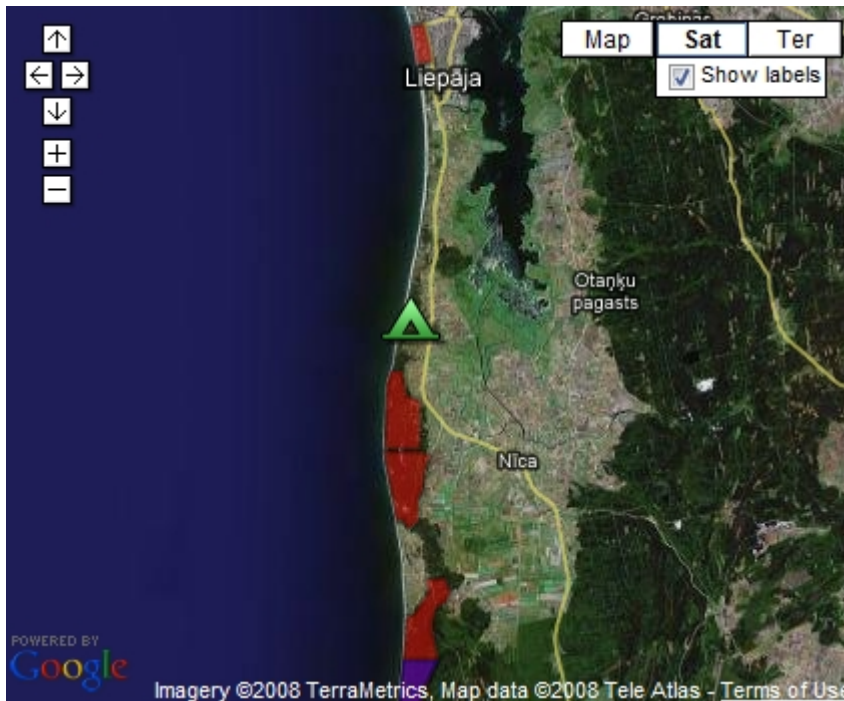 Grobiņas
Map Sat Ter
Show labels
Liepāja
Otaņķu
pagasts
Nīca
POWERED BY
Google
Imagery ©2008 TerraMetrics, Map data ©2008 Tele Atlas - Terms of Use